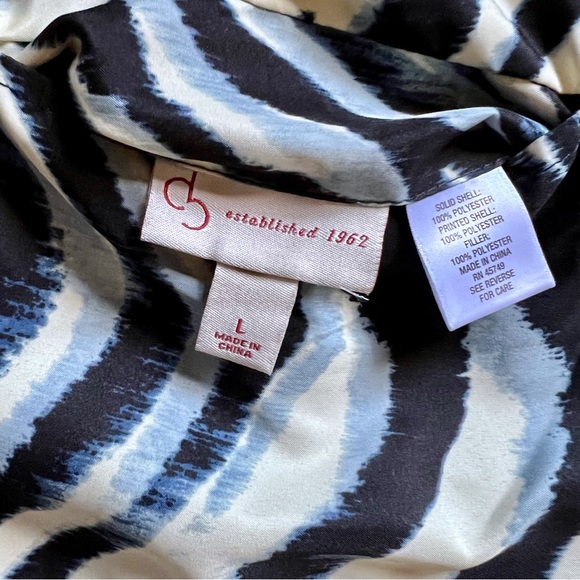 established 1962
L
MADE IN
CHINA
SOLID SHELL:
100% POLYESTER
PRINTED SHELL:
100% POLYESTER
FILLER:
100% POLYESTER
MADE IN CHINA
RN 45749
SEE REVERSE
FOR CARE